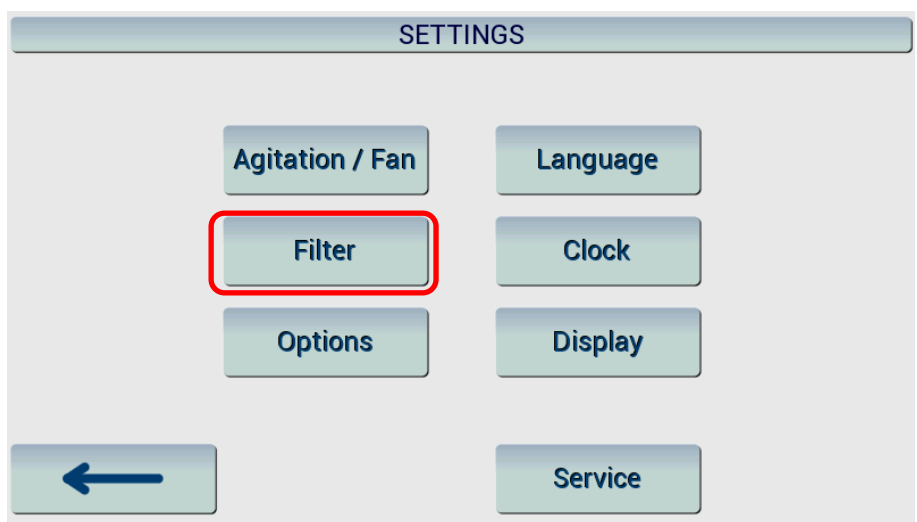 SETTINGS
Agitation / Fan
Language
Filter
Clock
Options
Display
Service